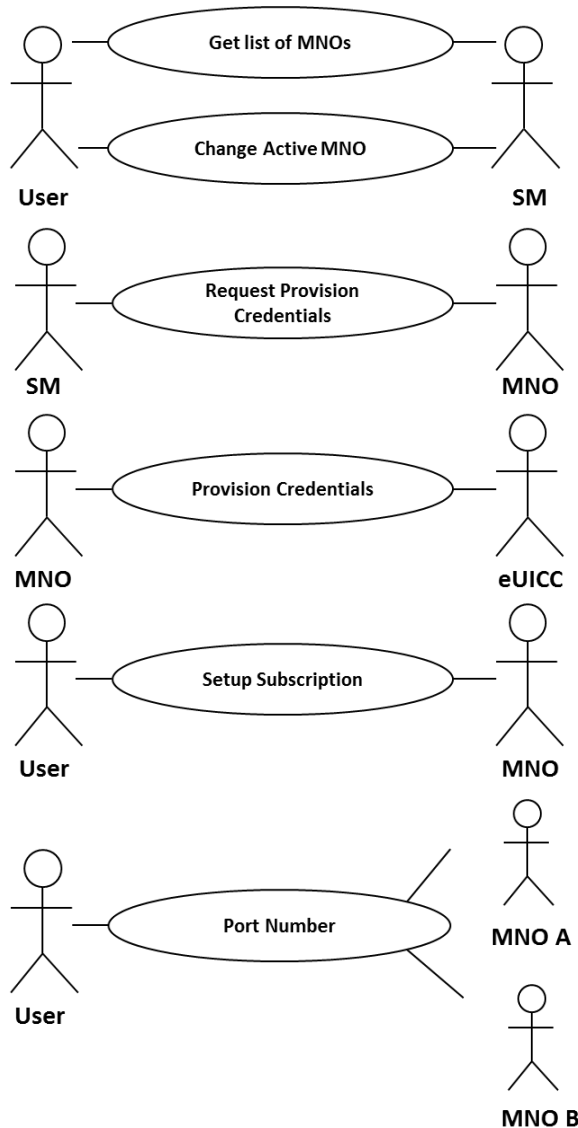 Get list of MNOs
Change Active MNO
User
SM
Request Provision
Credentials
SM
MNO
Provision Credentials
MNO
eUICC
Setup Subscription
User
MNO
Port Number
MNO A
User
MNO B